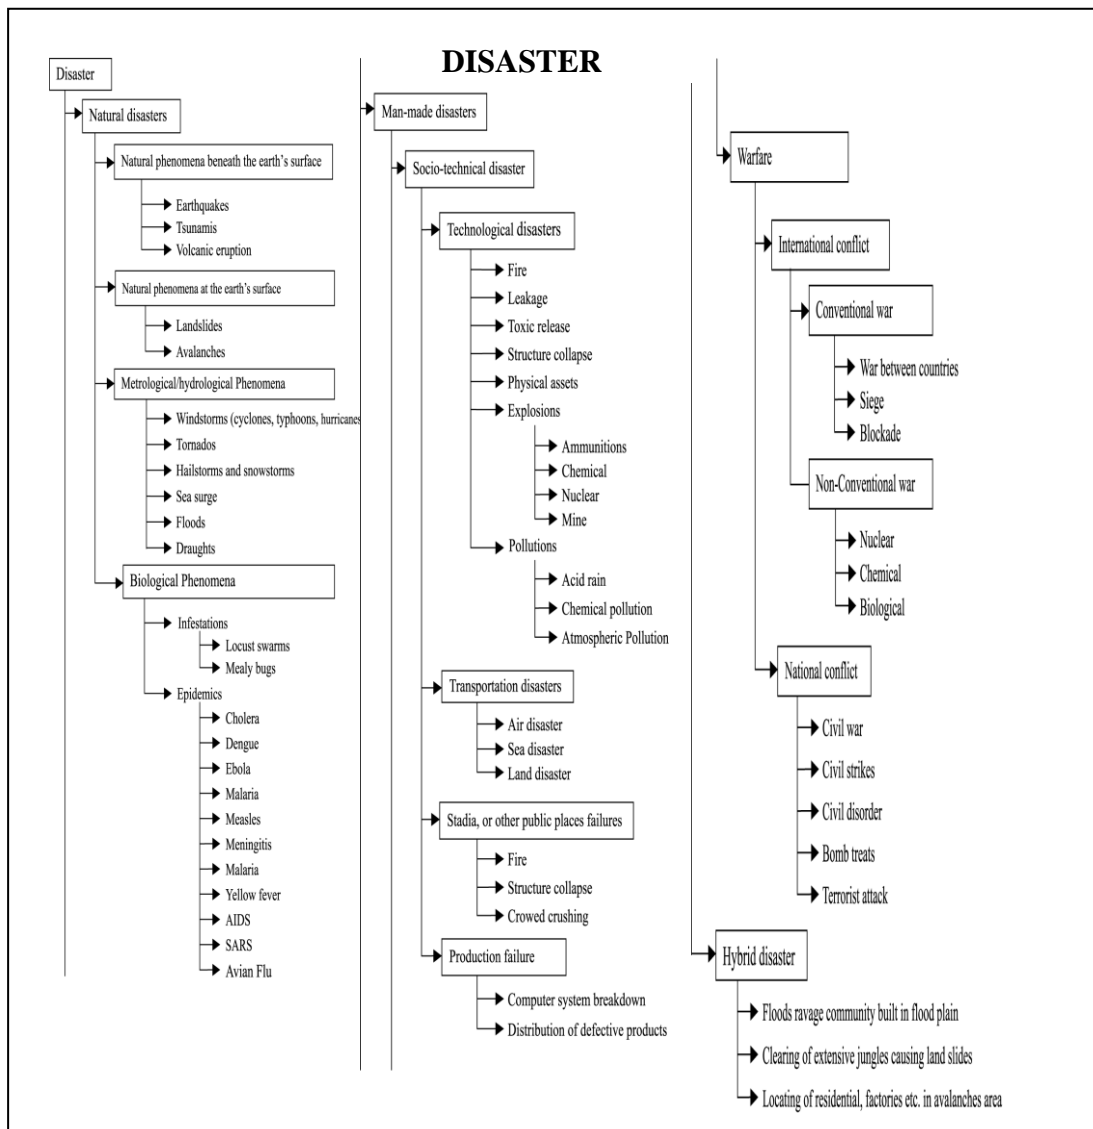 DISASTER
Disaster
Natural disasters
Natural phenomena beneath the earth's surface
Earthquakes
Tsunamis
Volcanic eruption
Natural phenomena at the earth's surface
Landslides
Avalanches
Metrological/hydrological Phenomena
Windstorms (cyclones, typhoons, hurricanes
Tornados
Hailstorms and snowstorms
Sea surge
Floods
Draughts
Biological Phenomena
Infestations
Locust swarms
Mealy bugs
Epidemics
Cholera
Dengue
Ebola
Malaria
Measles
Meningitis
Malaria
Yellow fever
AIDS
SARS
Avian Flu
Man-made disasters
Socio-technical disaster
Technological disasters
Fire
Leakage
Toxic release
Structure collapse
Physical assets
Explosions
Ammunitions
Chemical
Nuclear
Mine
Pollutions
Acid rain
Chemical pollution
Atmospheric Pollution
Transportation disasters
Air disaster
Sea disaster
Land disaster
Stadia, or other public places failures
Fire
Structure collapse
Crowed crushing
Production failure
Computer system breakdown
Distribution of defective products
Warfare
International conflict
Conventional war
War between countries
Siege
Blockade
Non-Conventional war
Nuclear
Chemical
Biological
National conflict
Civil war
Civil strikes
Civil disorder
Bomb treats
Terrorist attack
Hybrid disaster
Floods ravage community built in flood plain
Clearing of extensive jungles causing land slides
Locating of residential, factories etc. in avalanches area